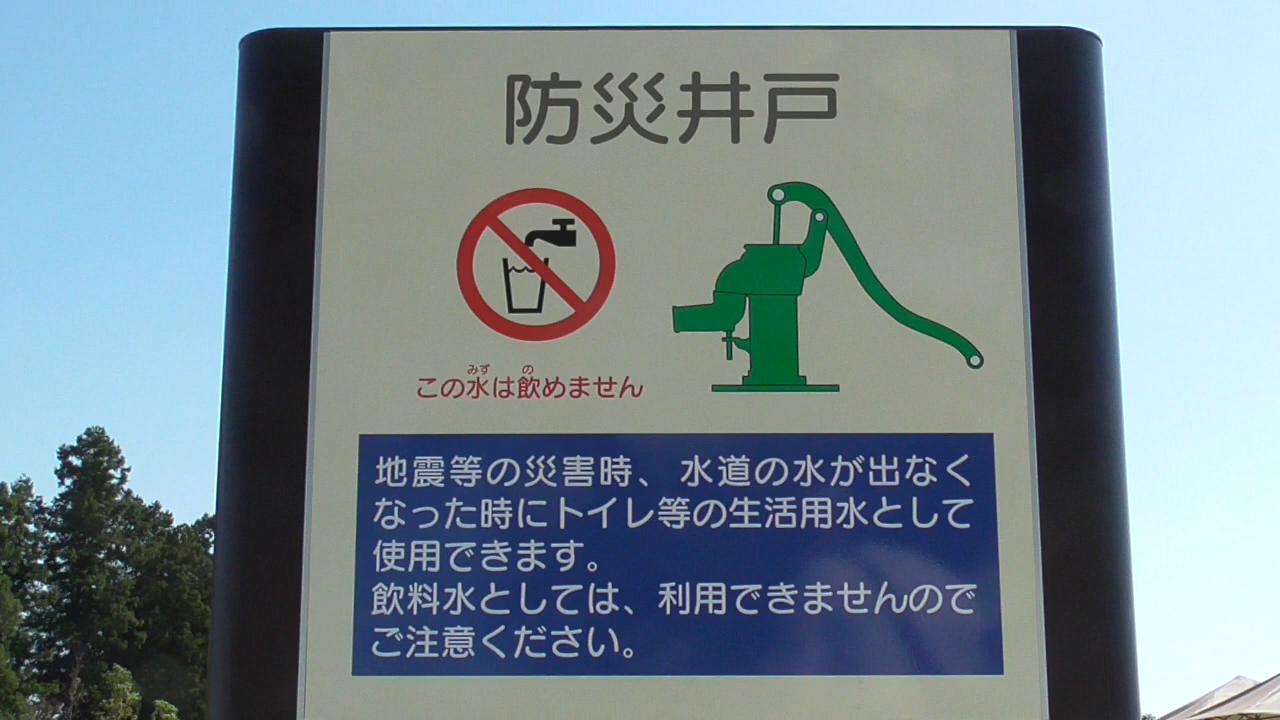 防災井戸
みず の
この水は飲めません
地震等の災害時、水道の水が出なく
なった時にトイレ等の生活用水として
使用できます。
飲料水としては、利用できませんので
ご注意ください。